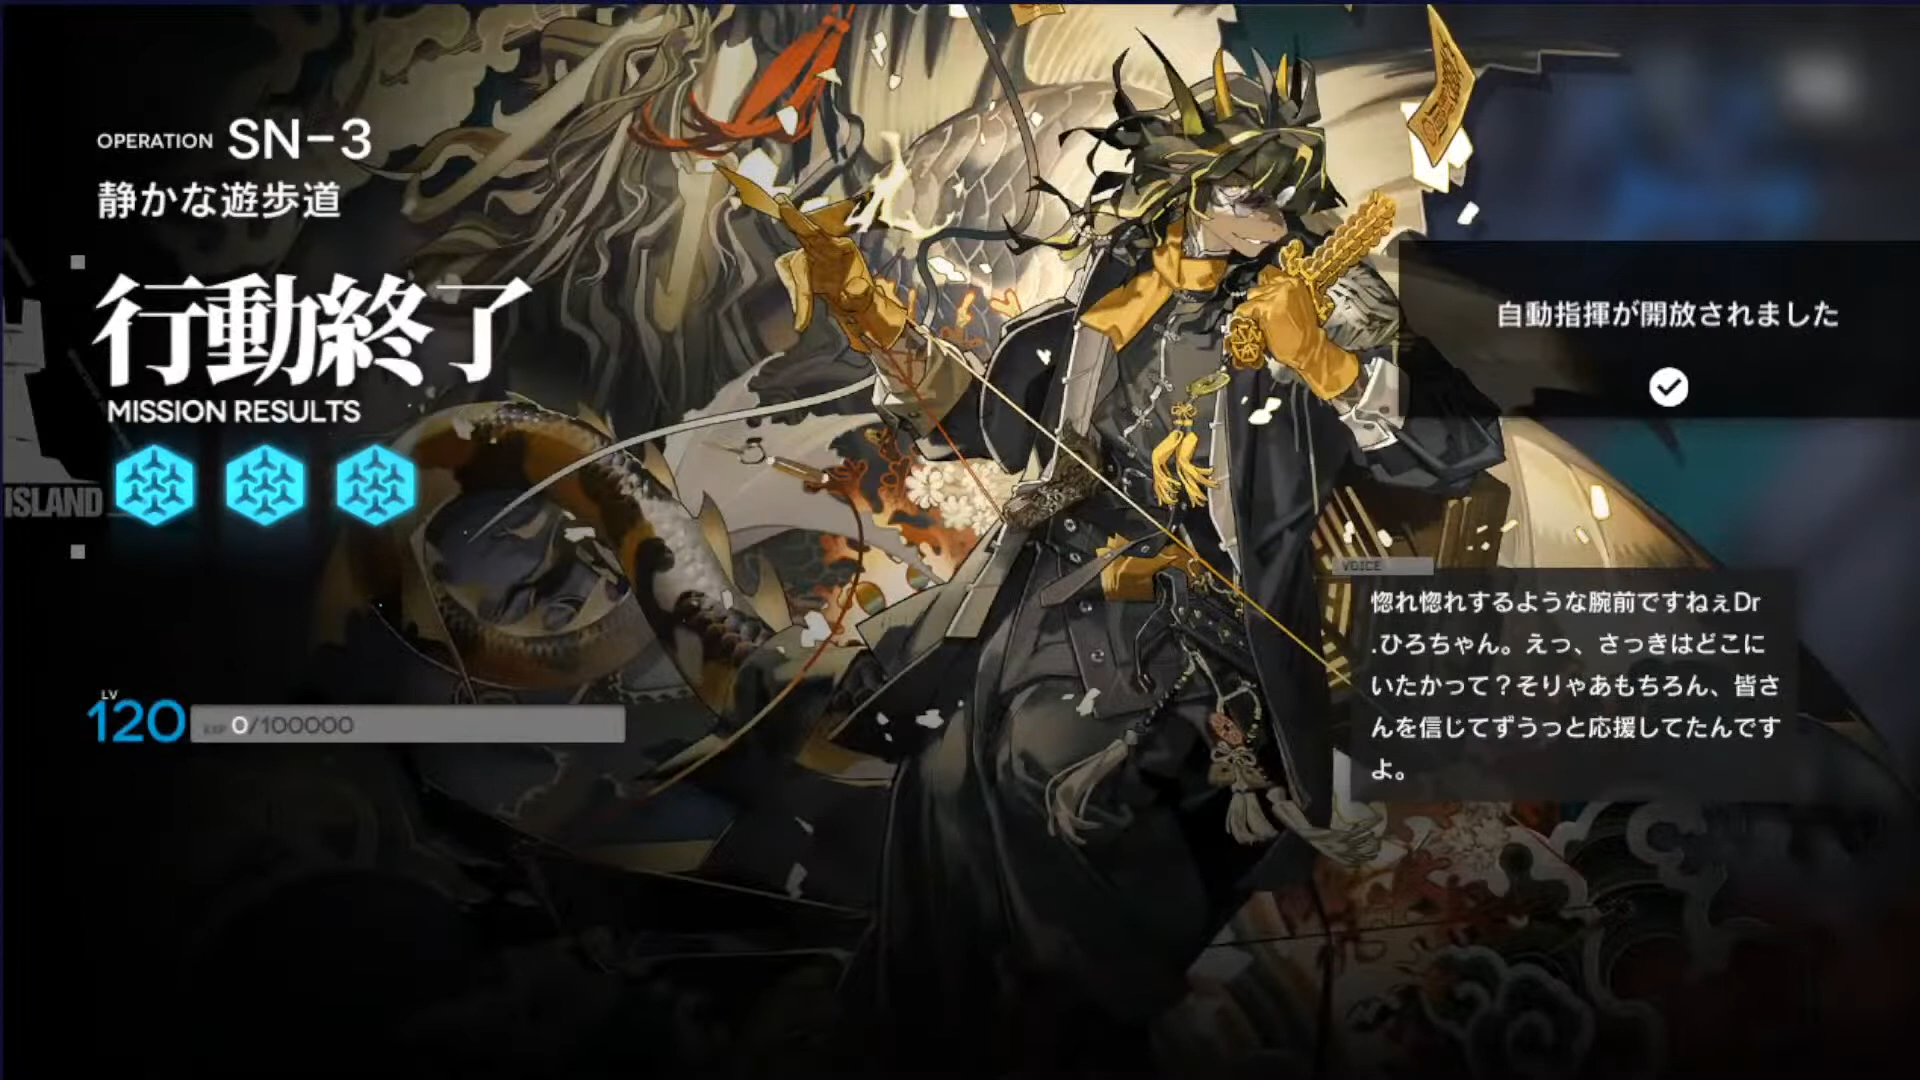 OPERATION SN-3
静かな遊歩道
行動終了
MISSION RESULTS
ISLAND
LV
120 EXP 0/100000
自動指揮が開放されました
VOICE
惚れ惚れするような腕前ですねぇDr
.ひろちゃん。えっ、さっきはどこに
いたかって？そりゃあもちろん、皆さ
んを信じてずうっと応援してたんです
よ。